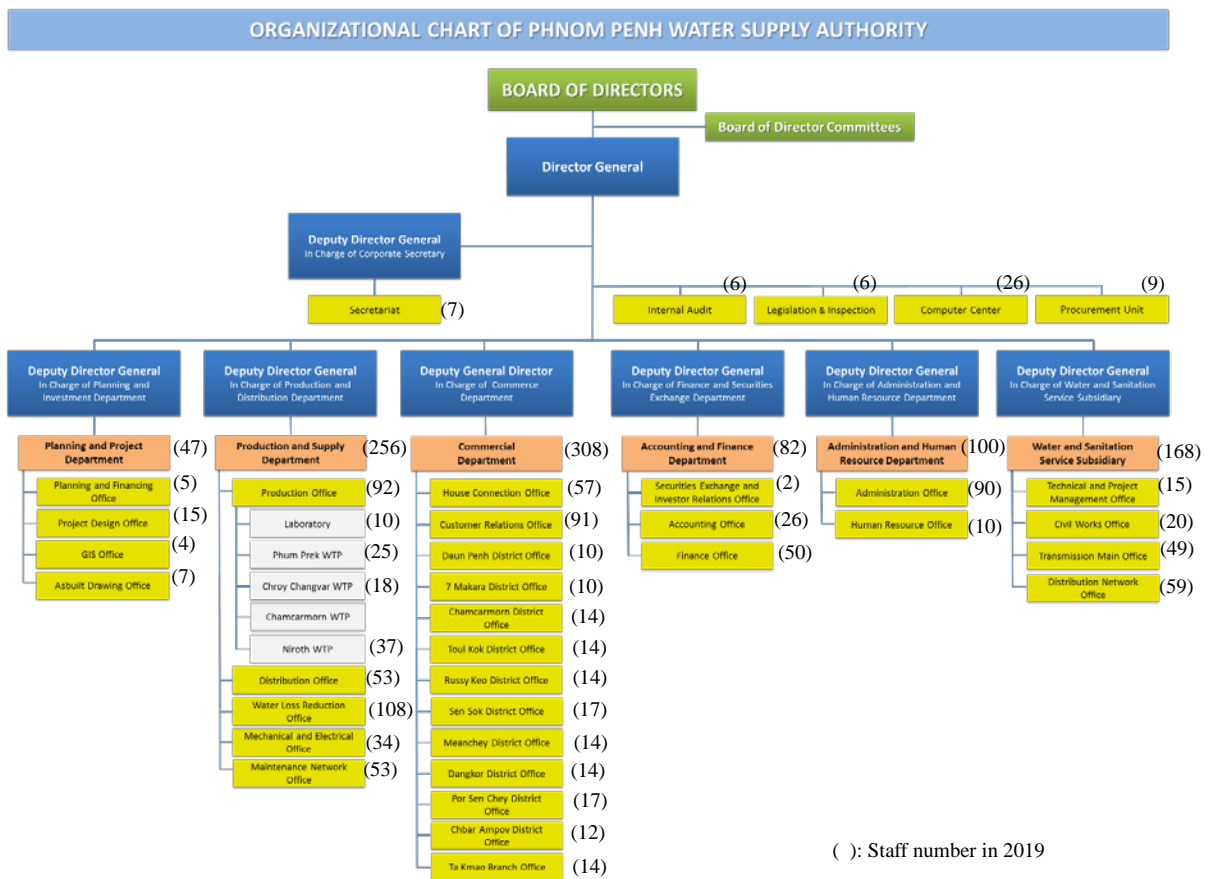 ORGANIZATIONAL CHART OF PHNOM PENH WATER SUPPLY AUTHORITY
BOARD OF DIRECTORS
Board of Director Committees
Director General
Deputy Director General
In Charge of Corporate Secretary
Secretariat
(7)
Internal Audit
(6)
Legislation & Inspection
(6)
Computer Center
(26)
Procurement Unit
(9)
Deputy Director General
In Charge of Planning and
Investment Department
Planning and Project
Department
(47)
Planning and Financing
Office
(5)
Project Design Office
(15)
GIS Office
(4)
Asbuilt Drawing Office
(7)
Deputy Director General
In Charge of Production and
Distribution Department
Production and Supply
Department
(256)
Production Office
(92)
Laboratory
(10)
Phum Prek WTP
(25)
Chroy Changvar WTP
(18)
Chamcarmorn WTP
Niroth WTP
(37)
Distribution Office
(53)
Water Loss Reduction
Office
(108)
Mechanical and Electrical
Office
(34)
Maintenance Network
Office
(53)
Deputy General Director
In Charge of Commerce
Department
Commercial
Department
(308)
House Connection Office
(57)
Customer Relations Office
(91)
Daun Penh District Office
(10)
7 Makara District Office
(10)
Chamcarmorn District
Office
(14)
Toul Kok District Office
(14)
Russy Keo District Office
(14)
Sen Sok District Office
(17)
Meanchey District Office
(14)
Dangkor District Office
(14)
Por Sen Chey District
Office
(17)
Chbar Ampov District
Office
(12)
Ta Kmao Branch Office
(14)
Deputy Director General
In Charge of Finance and Securities
Exchange Department
Accounting and Finance
Department
(82)
Securities Exchange and
Investor Relations Office
(2)
Accounting Office
(26)
Finance Office
(50)
Deputy Director General
In Charge of Administration and
Human Resource Department
Administration and Human
Resource Department
(100)
Administration Office
(90)
Human Resource Office
(10)
Deputy Director General
In Charge of Water and Sanitation
Service Subsidiary
Water and Sanitation
Service Subsidiary
(168)
Technical and Project
Management Office
(15)
Civil Works Office
(20)
Transmission Main Office
(49)
Distribution Network
Office
(59)
( ): Staff number in 2019